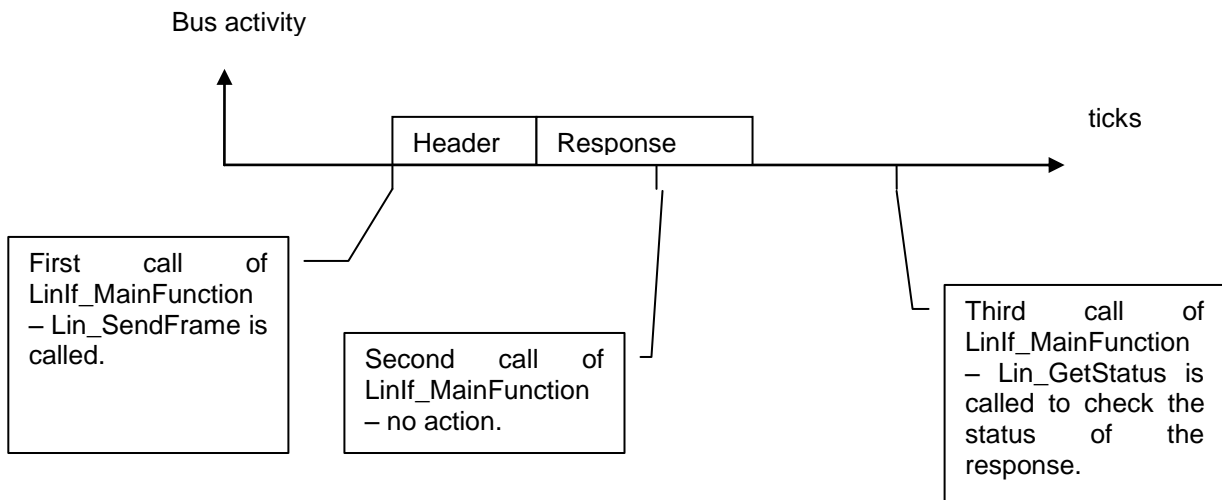 Bus activity
ticks
Header
Response
First call of
LinIf_MainFunction
– Lin_SendFrame is
called.
Second call of
LinIf_MainFunction
– no action.
Third call of
LinIf_MainFunction
– Lin_GetStatus is
called to check the
status of the
response.